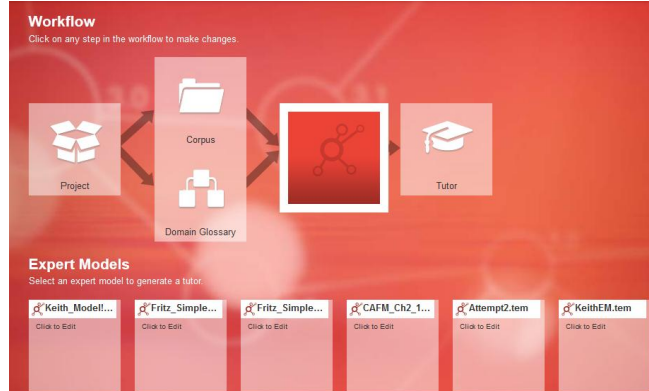 Workflow
Click on any step in the workflow to make changes.
Corpus
Project
Tutor
Domain Glossary
Expert Models
Select an expert model to generate a tutor.
Keith_Model!... Fritz_Simple... Fritz_Simple... CAFM_Ch2_1... Attempt2.tem KeithEM.tem
Click to Edit Click to Edit Click to Edit Click to Edit Click to Edit Click to Edit